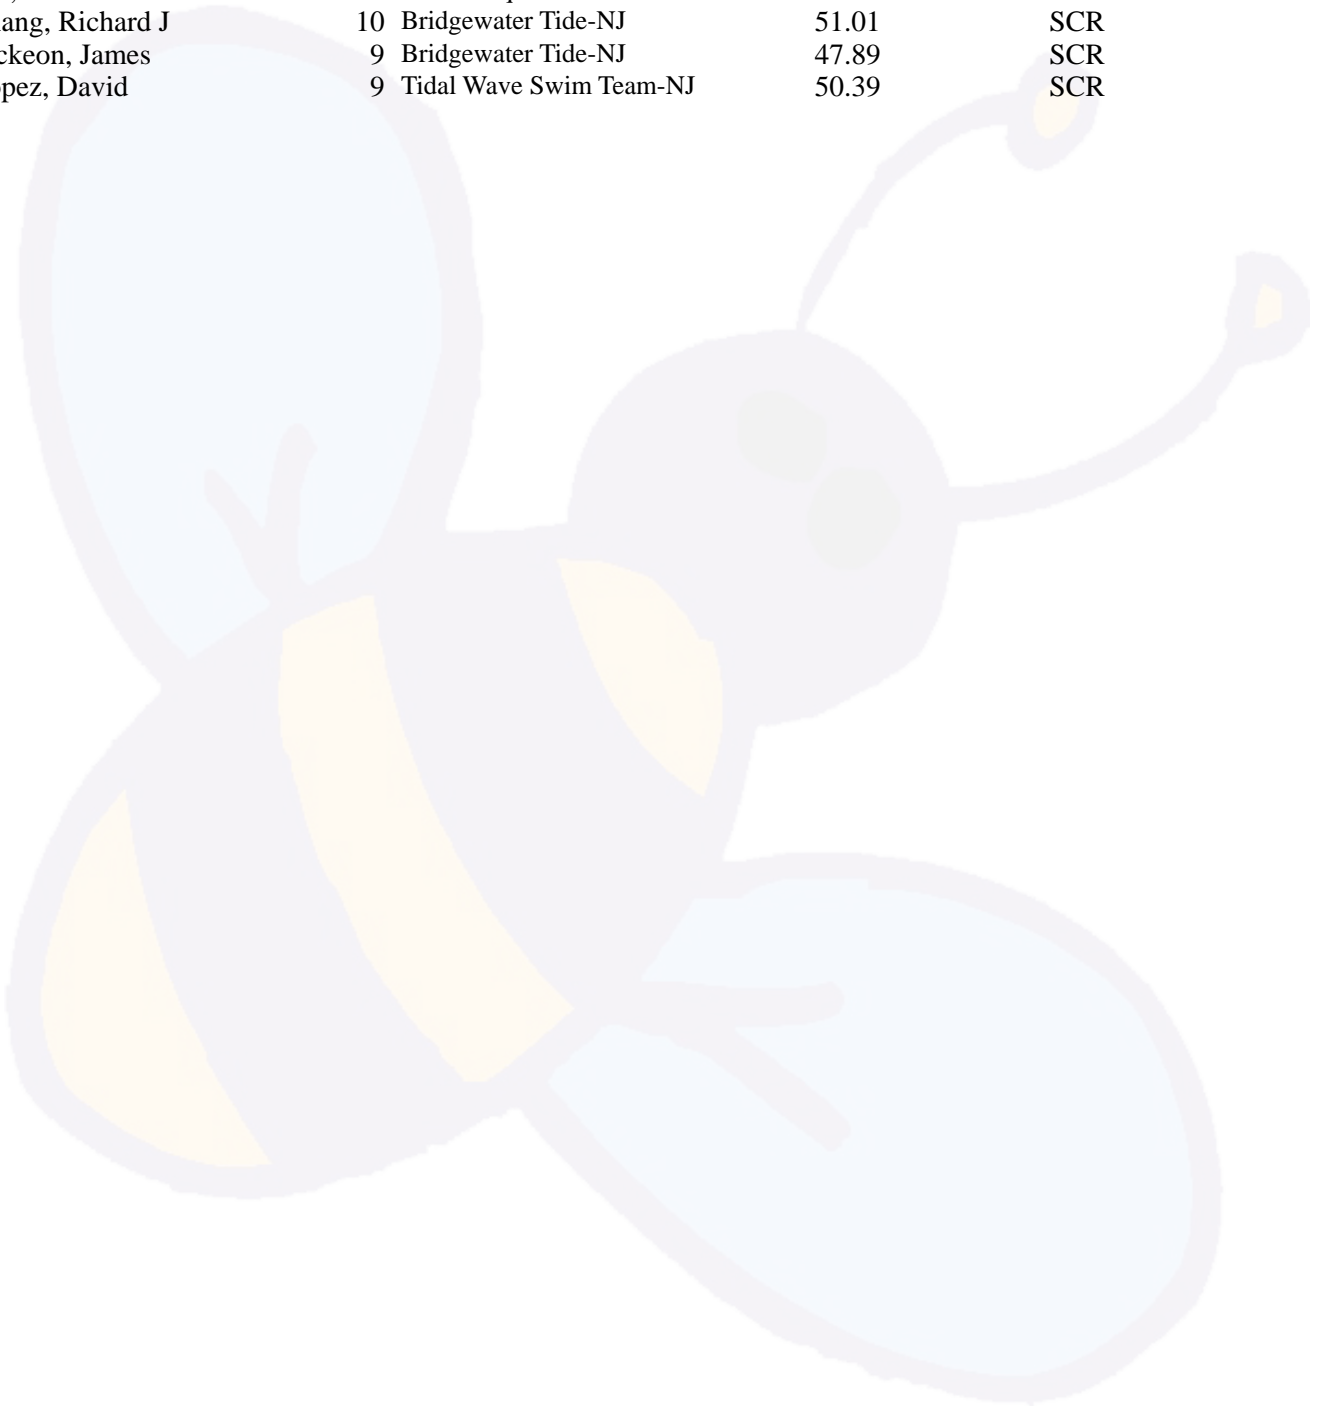 ang, Richard J 10 Bridgewater Tide-NJ 51.01 SCR
ckeon, James 9 Bridgewater Tide-NJ 47.89 SCR
pez, David 9 Tidal Wave Swim Team-NJ 50.39 SCR